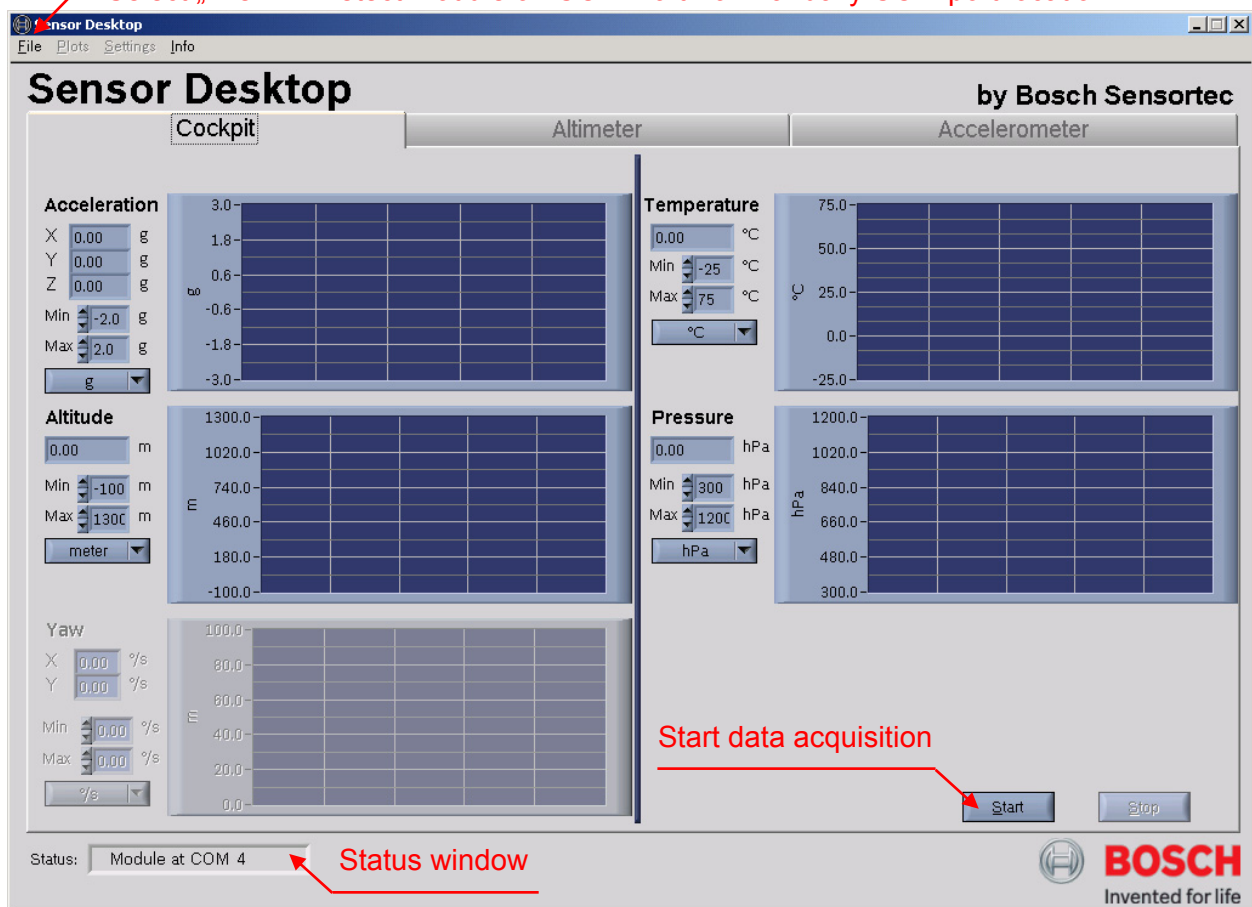 Sensor Desktop
File Plots Settings Info
Sensor Desktop
by Bosch Sensortec
Cockpit Altimeter Accelerometer
Acceleration
X 0.00 g
Y 0.00 g
Z 0.00 g
Min -2.0 g
Max 2.0 g
g
3.0
1.8
0.6
-0.6
-1.8
-3.0
g
Temperature
0.00 °C
Min -25 °C
Max 75 °C
°C
75.0
50.0
25.0
0.0
-25.0
°C
Altitude
0.00 m
Min -100 m
Max 1300 m
meter
1300.0
1020.0
740.0
460.0
180.0
-100.0
m
Pressure
0.00 hPa
Min 300 hPa
Max 1200 hPa
hPa
1200.0
1020.0
840.0
660.0
480.0
300.0
hPa
Yaw
X 0.00 °/s
Y 0.00 °/s
Min 0.00 °/s
Max 0.00 °/s
°/s
100.0
80.0
60.0
40.0
20.0
0.0
m
Start data acquisition
Start Stop
Status: Module at COM 4
Status window
BOSCH
Invented for life